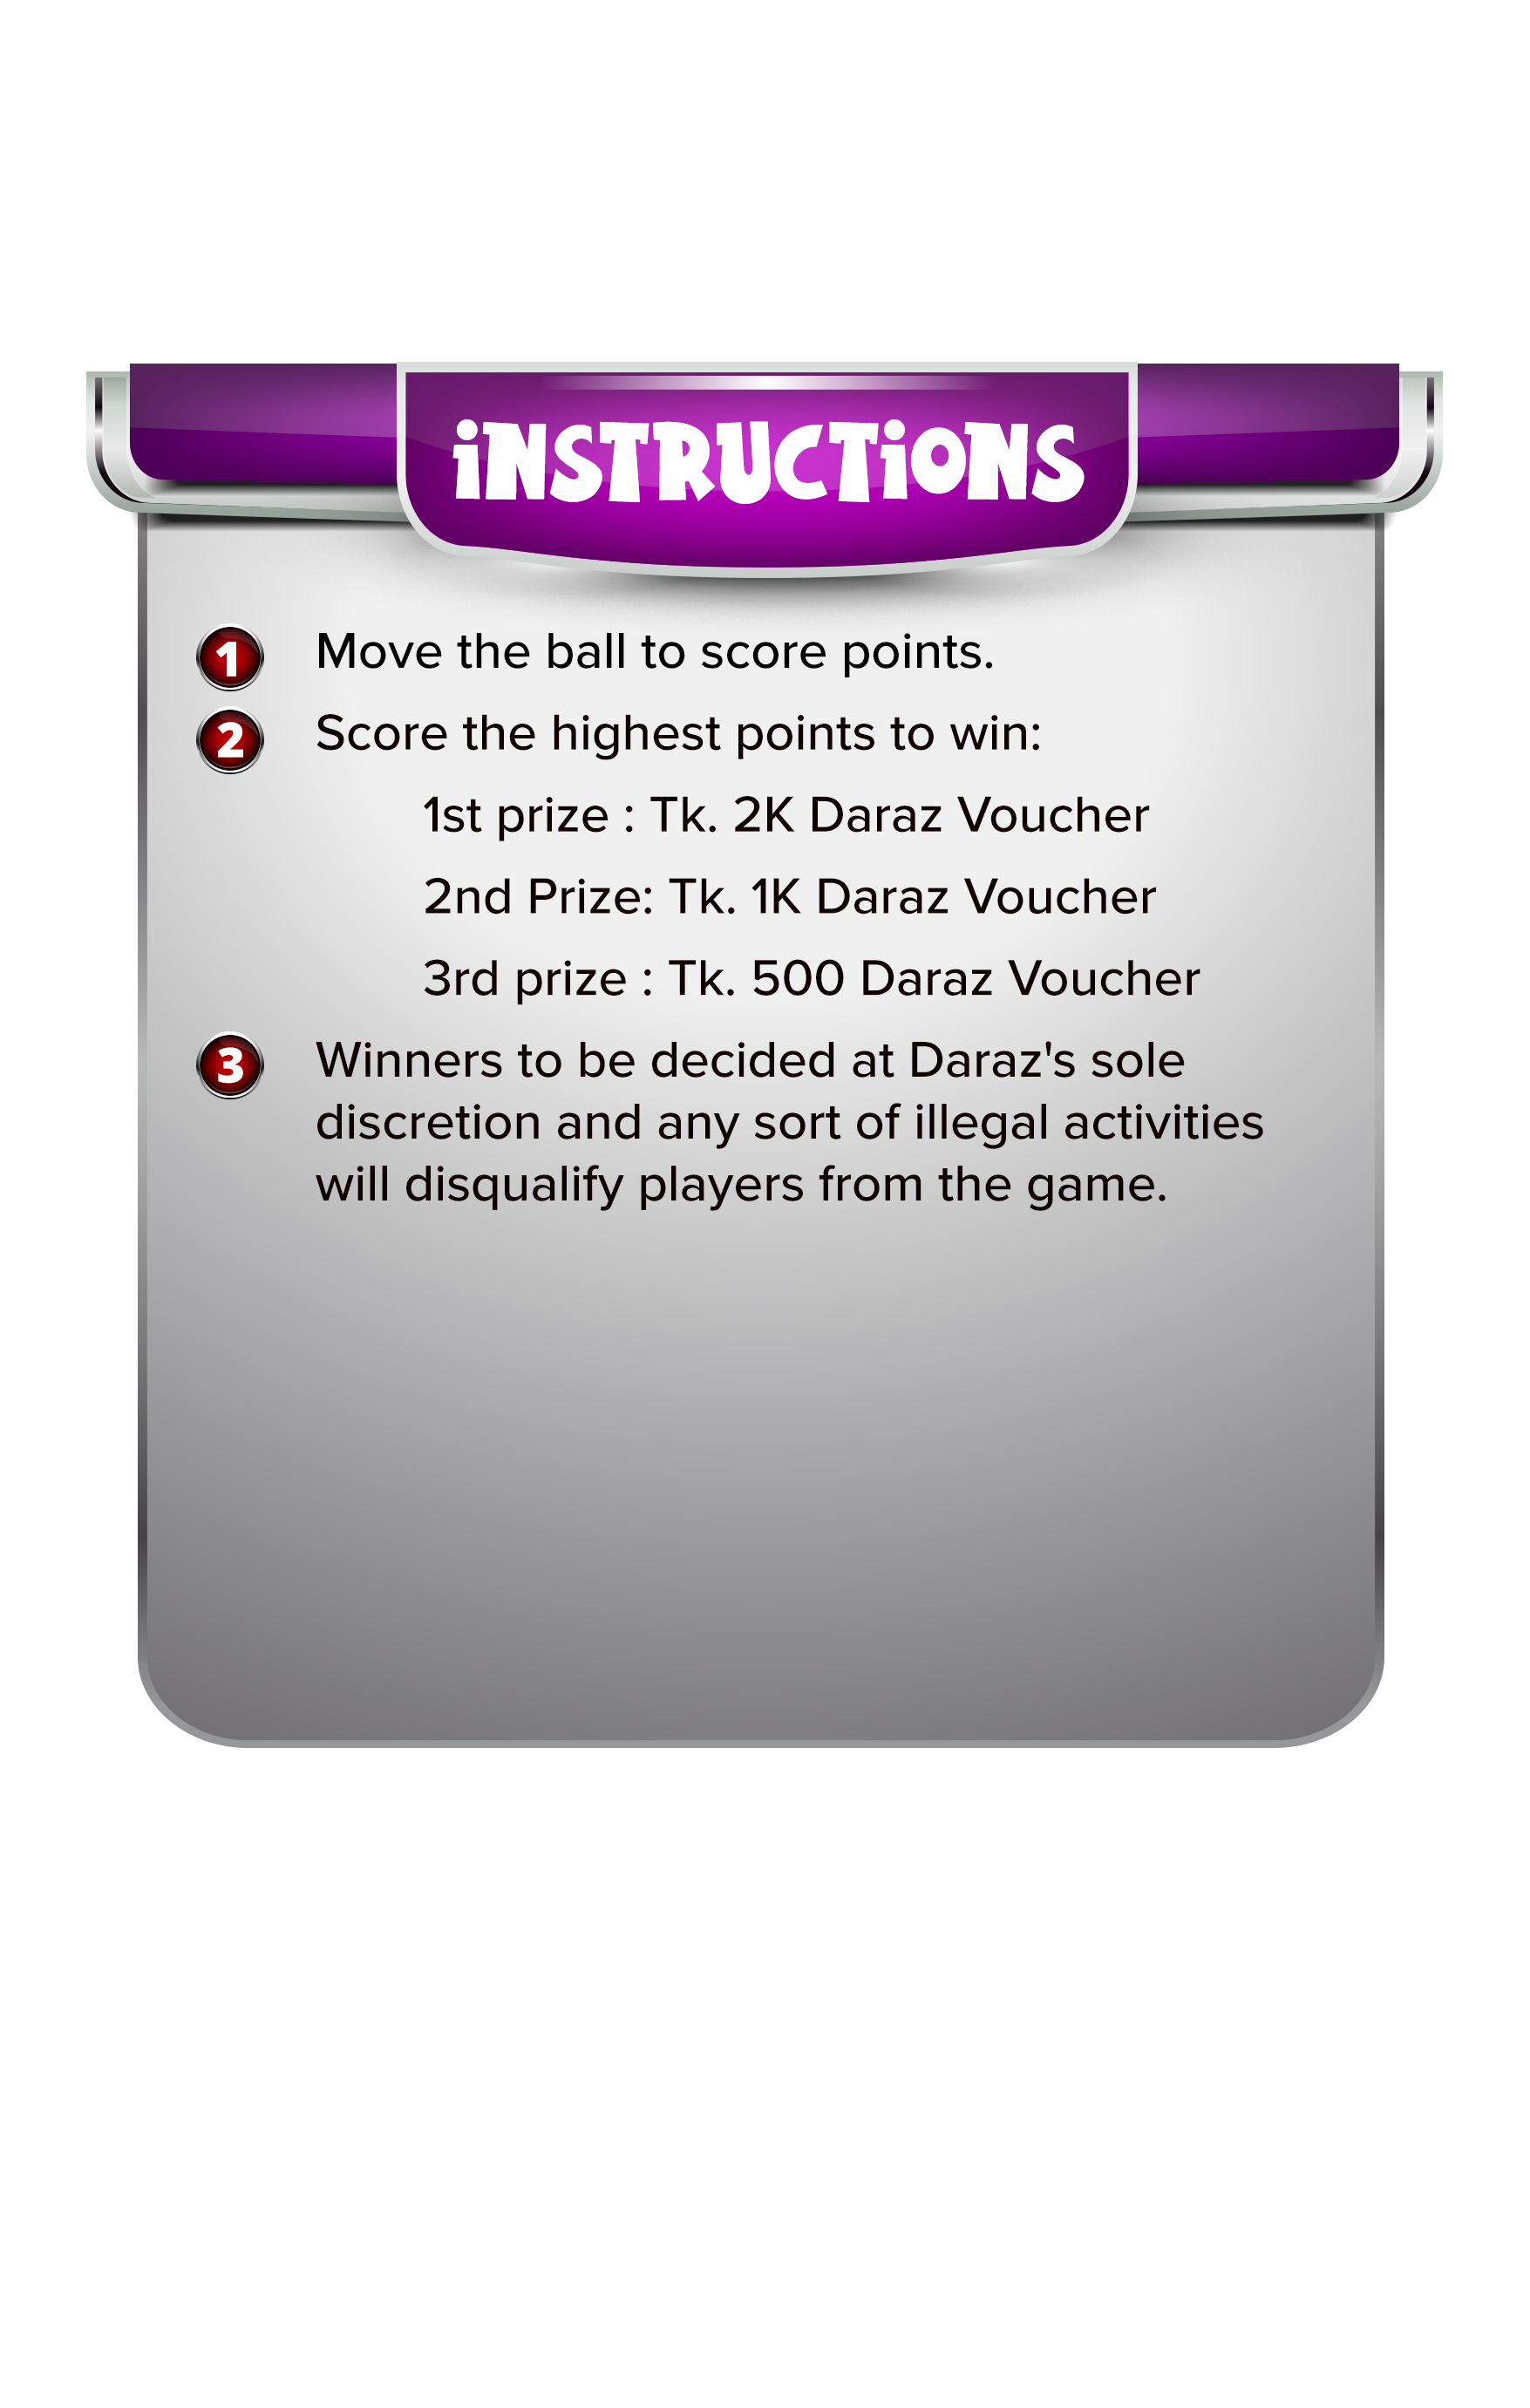 iNSTRUCTiONS
1 Move the ball to score points.
2 Score the highest points to win:
1st prize : Tk. 2K Daraz Voucher
2nd Prize: Tk. 1K Daraz Voucher
3rd prize : Tk. 500 Daraz Voucher
3 Winners to be decided at Daraz's sole
discretion and any sort of illegal activities
will disqualify players from the game.